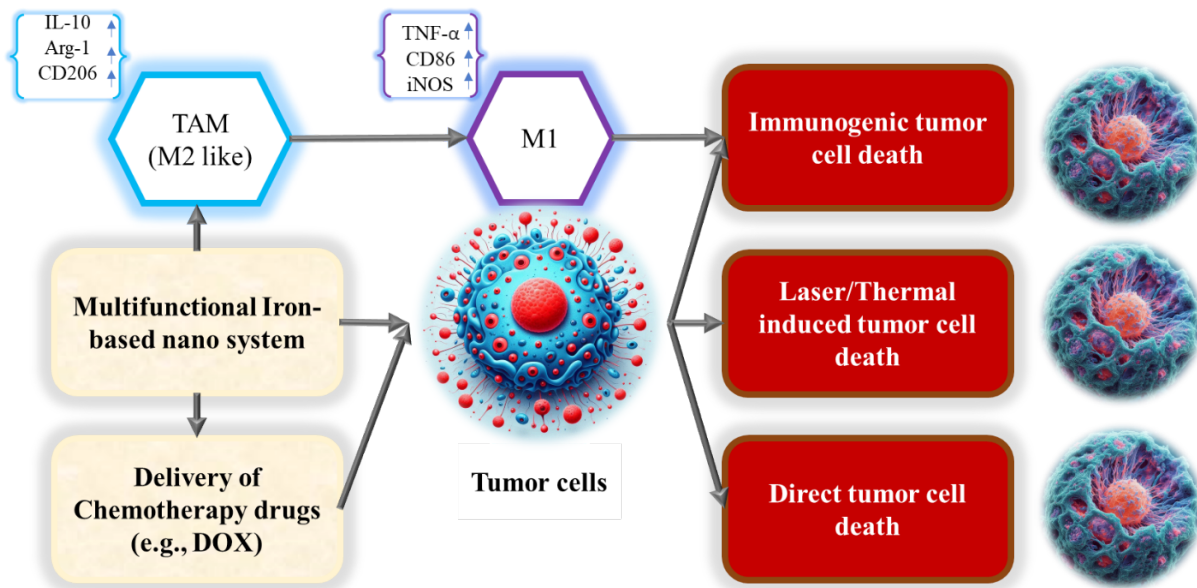 IL-10
Arg-1
CD206
TNF-α
CD86
iNOS
TAM
(M2 like)
M1
Immunogenic tumor
cell death
Multifunctional Iron-
based nano system
Laser/Thermal
induced tumor cell
death
Delivery of
Chemotherapy drugs
(e.g., DOX)
Tumor cells
Direct tumor cell
death